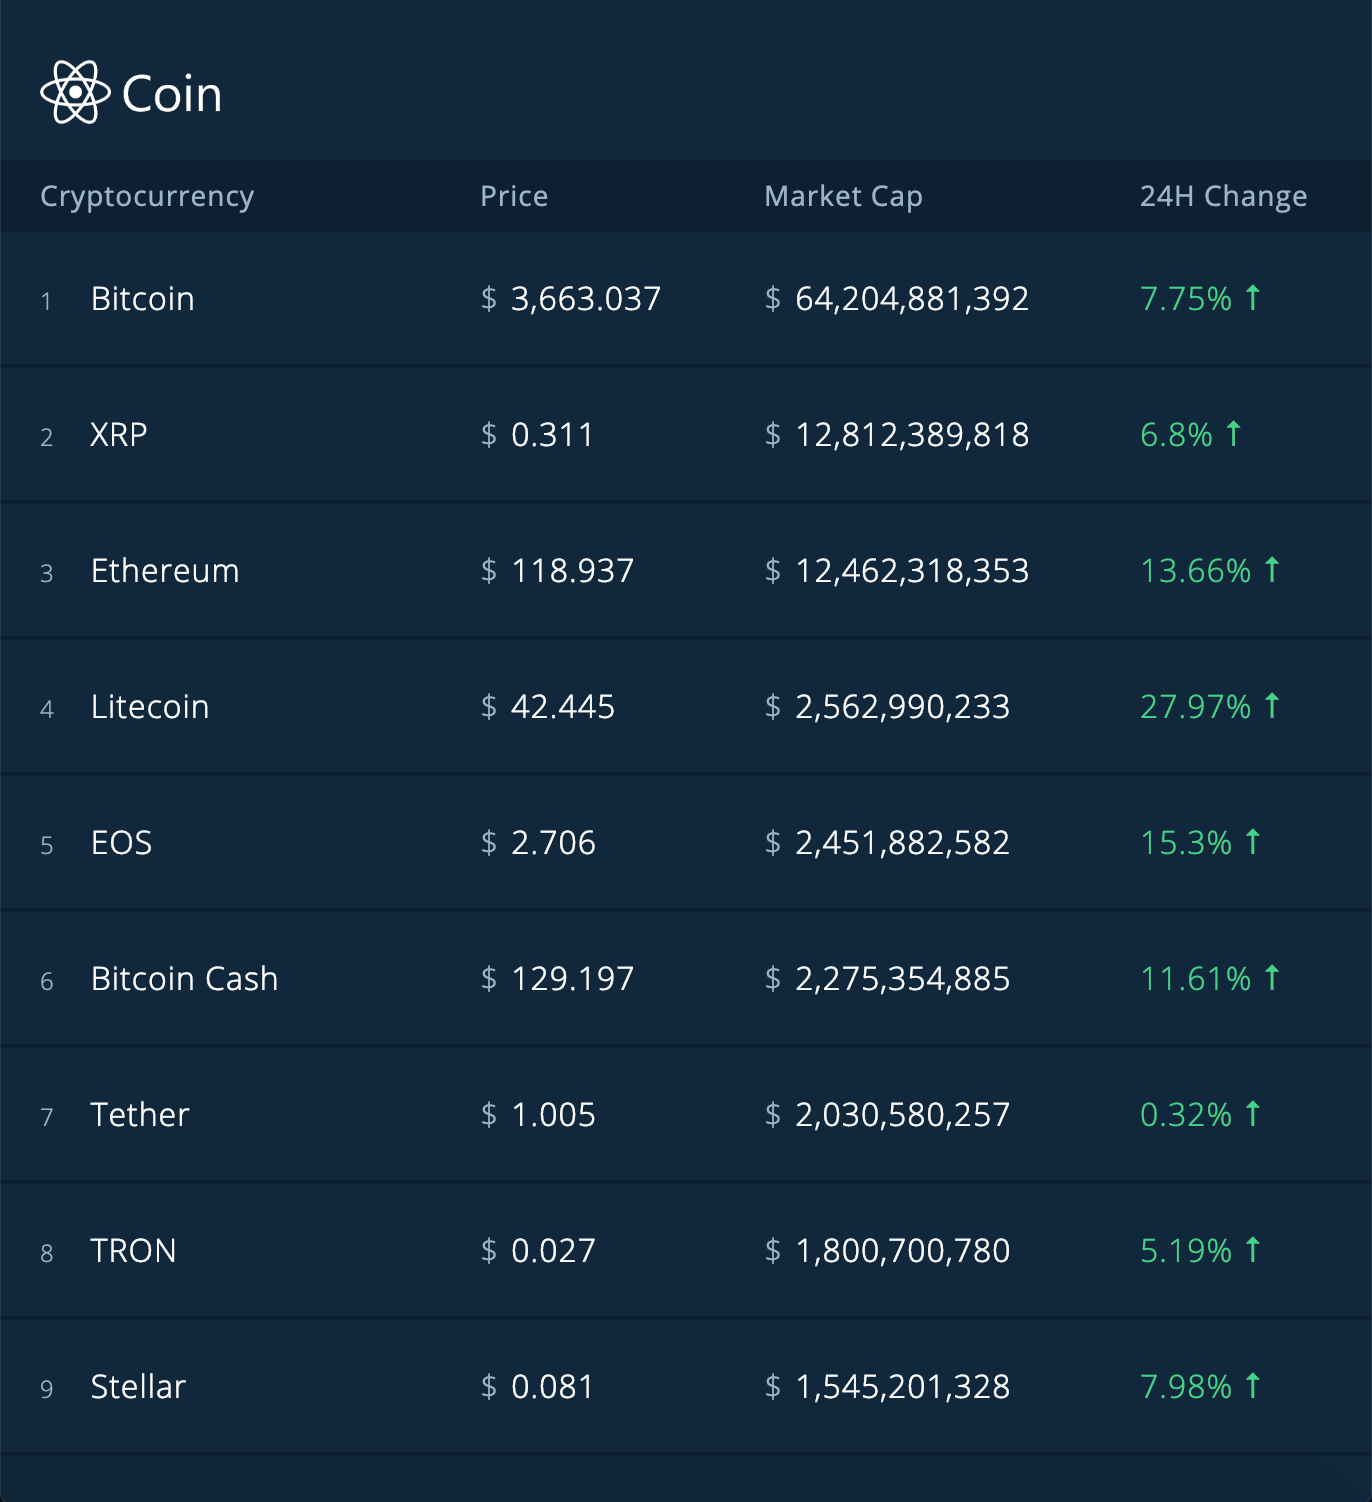 Coin
Cryptocurrency Price Market Cap 24H Change
1 Bitcoin $ 3,663.037 $ 64,204,881,392 7.75% ↑
2 XRP $ 0.311 $ 12,812,389,818 6.8% ↑
3 Ethereum $ 118.937 $ 12,462,318,353 13.66% ↑
4 Litecoin $ 42.445 $ 2,562,990,233 27.97% ↑
5 EOS $ 2.706 $ 2,451,882,582 15.3% ↑
6 Bitcoin Cash $ 129.197 $ 2,275,354,885 11.61% ↑
7 Tether $ 1.005 $ 2,030,580,257 0.32% ↑
8 TRON $ 0.027 $ 1,800,700,780 5.19% ↑
9 Stellar $ 0.081 $ 1,545,201,328 7.98% ↑